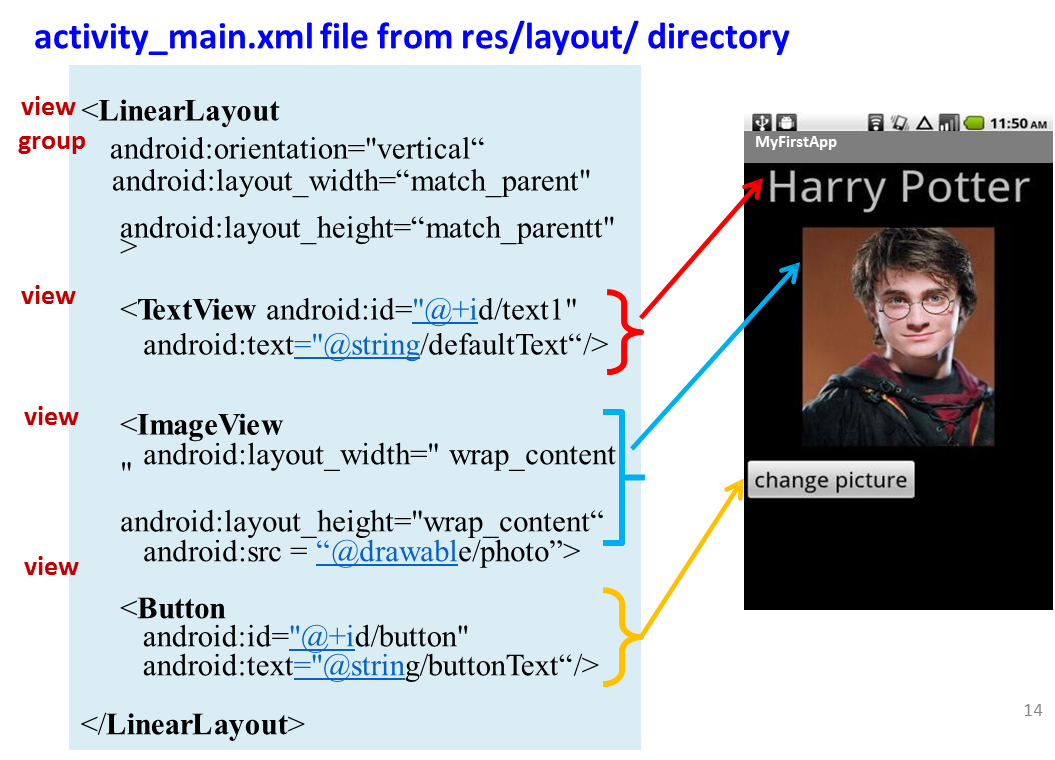 activity_main.xml file from res/layout/ directory
view group
<LinearLayout
android:orientation="vertical“
android:layout_width=“match_parent"
android:layout_height=“match_parentt"
>
view
<TextView android:id="@+id/text1"
android:text="@string/defaultText“/>
view
<ImageView
android:layout_width=" wrap_content
"
android:layout_height="wrap_content“
android:src = “@drawable/photo”>
view
<Button
android:id="@+id/button"
android:text="@string/buttonText“/>
</LinearLayout>
11:50 AM
MyFirstApp
Harry Potter
change picture
14